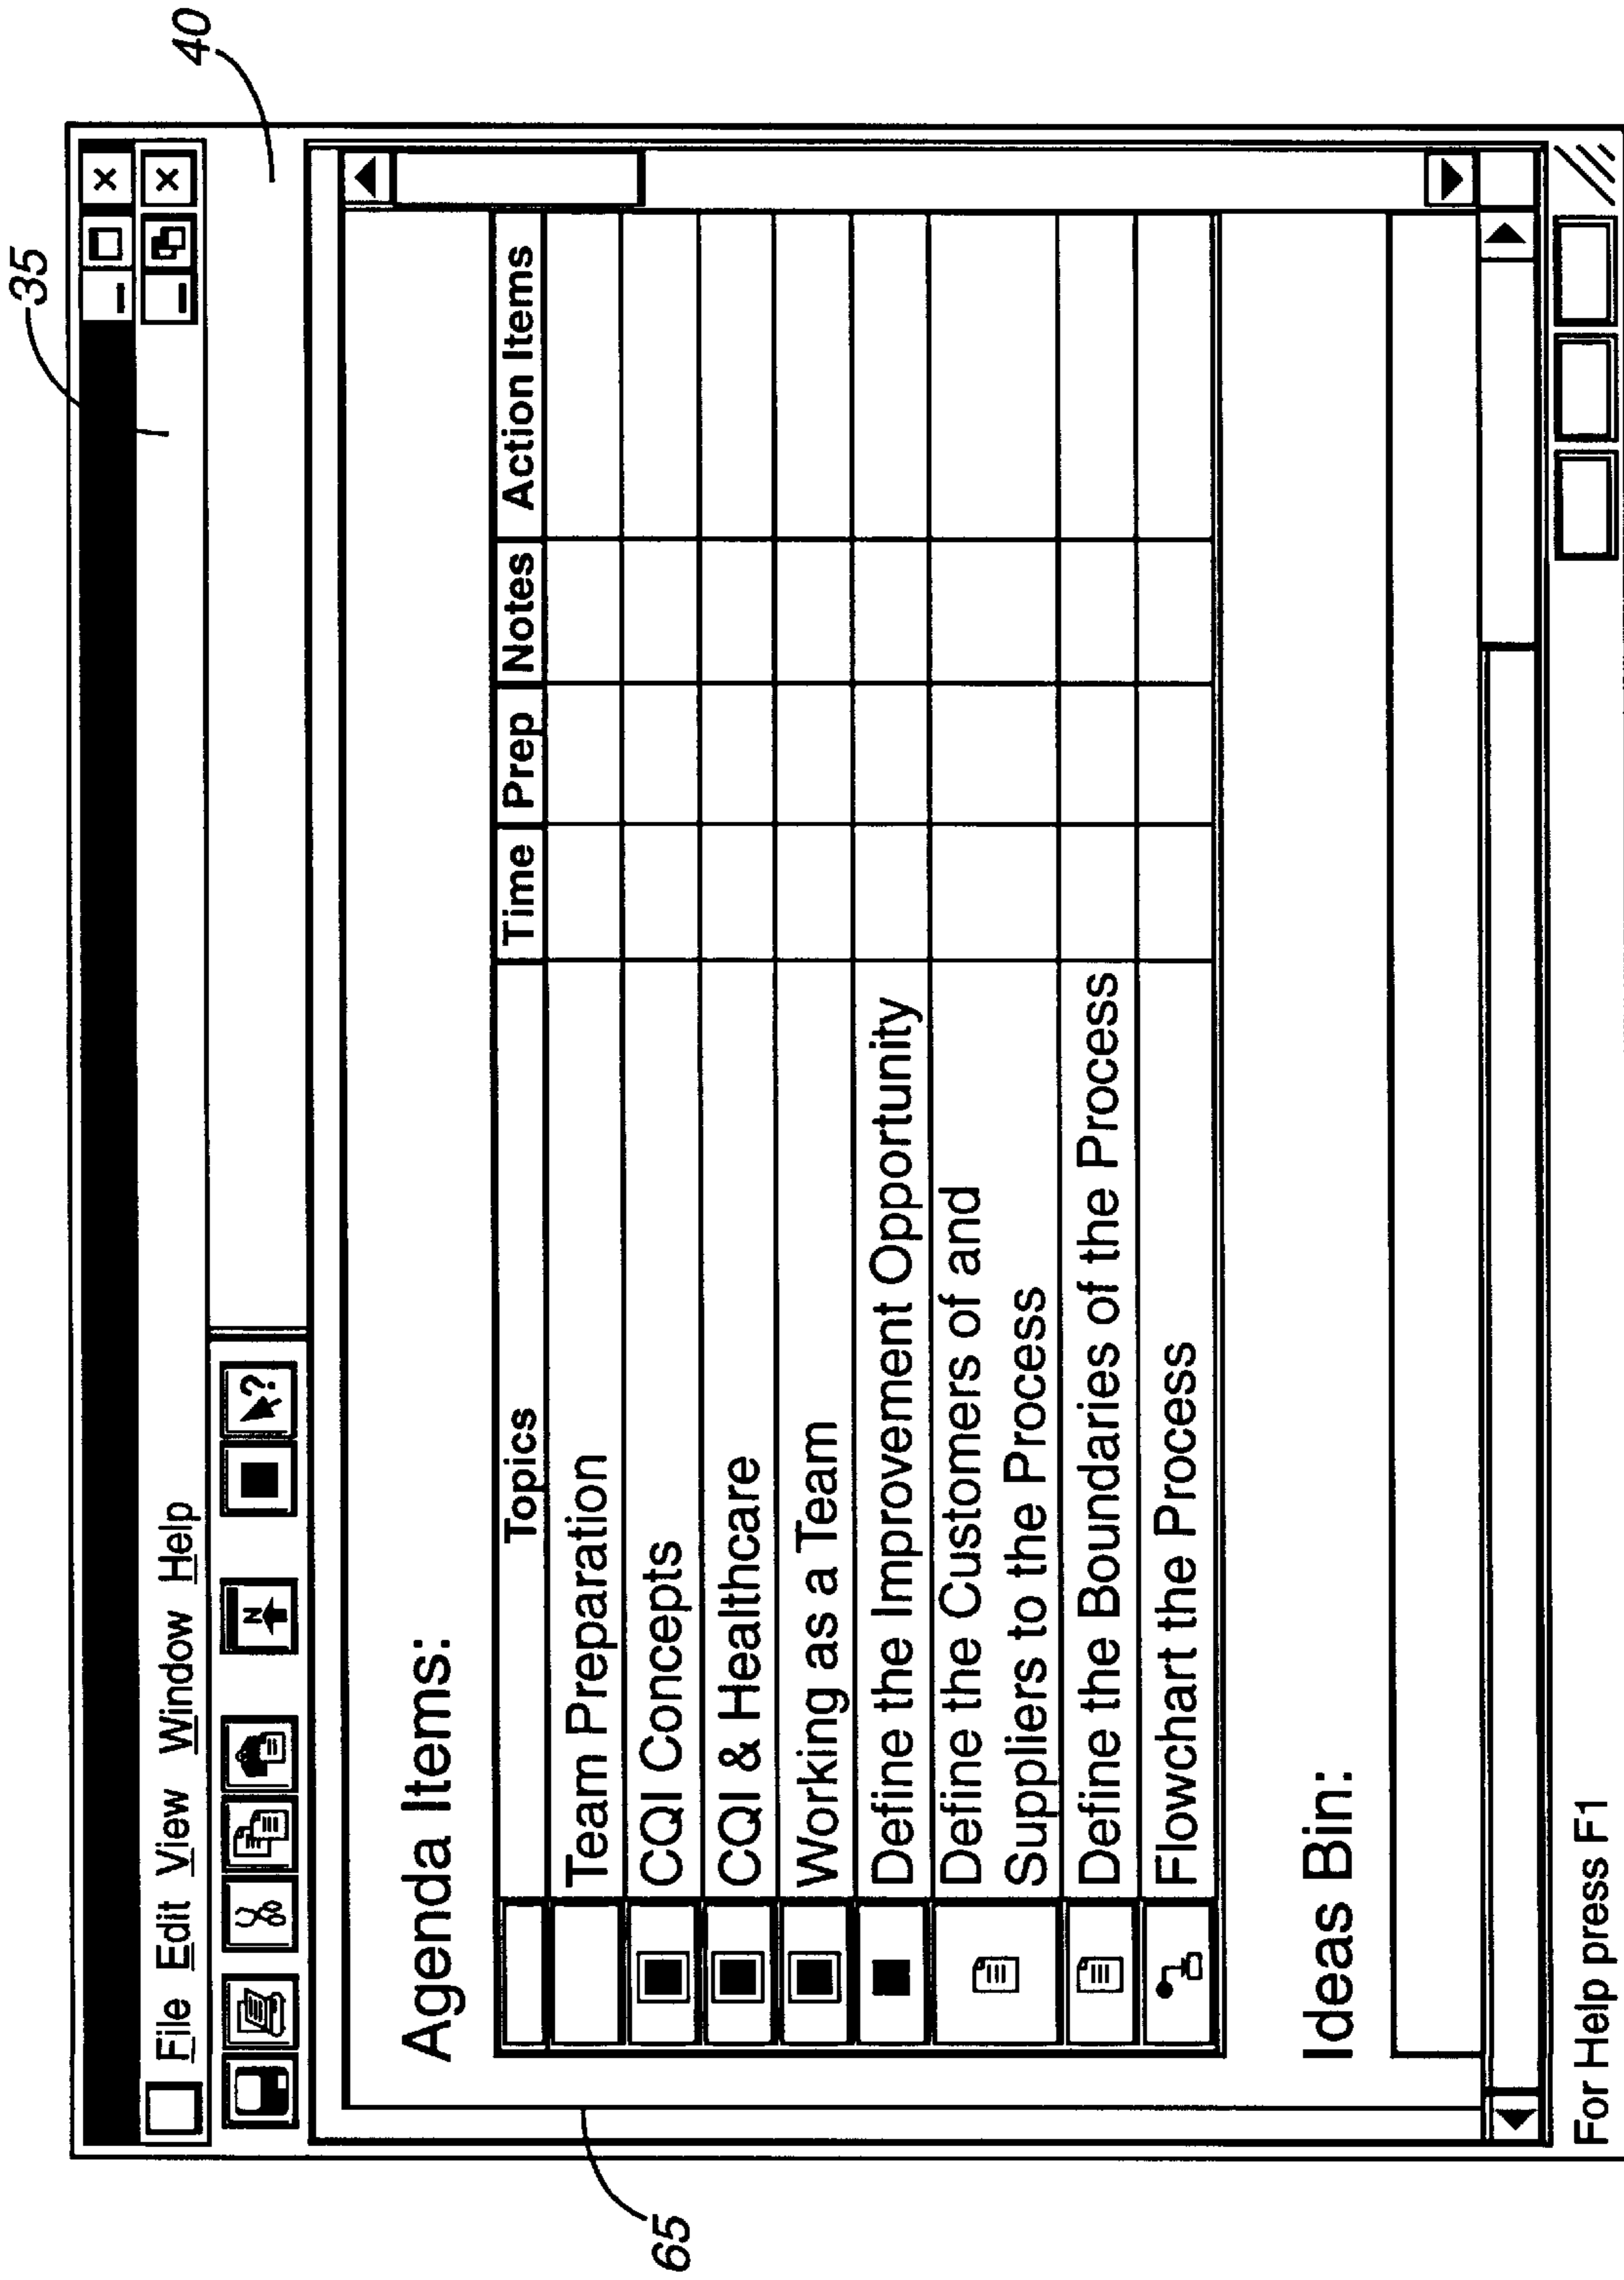 35
40
File Edit View Window Help
N
?
Agenda Items:
Topics Time Prep Notes Action Items
Team Preparation
CQI Concepts
CQI & Healthcare
Working as a Team
Define the Improvement Opportunity
Define the Customers of and
Suppliers to the Process
Define the Boundaries of the Process
Flowchart the Process
65
Ideas Bin:
For Help press F1